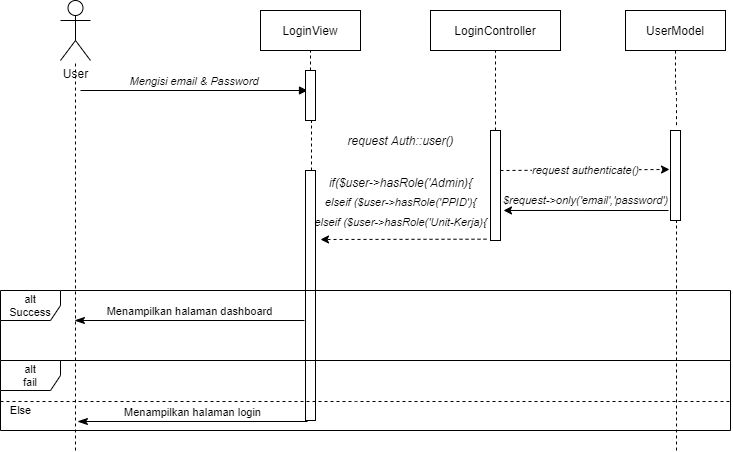 LoginView
LoginController
UserModel
User
Mengisi email & Password
request Auth::user()
request authenticate()
if($user->hasRole('Admin){
elseif ($user->hasRole('PPID'){
$request->only('email','password')
elseif ($user->hasRole('Unit-Kerja){
alt
Success
Menampilkan halaman dashboard
alt
fail
Else
Menampilkan halaman login